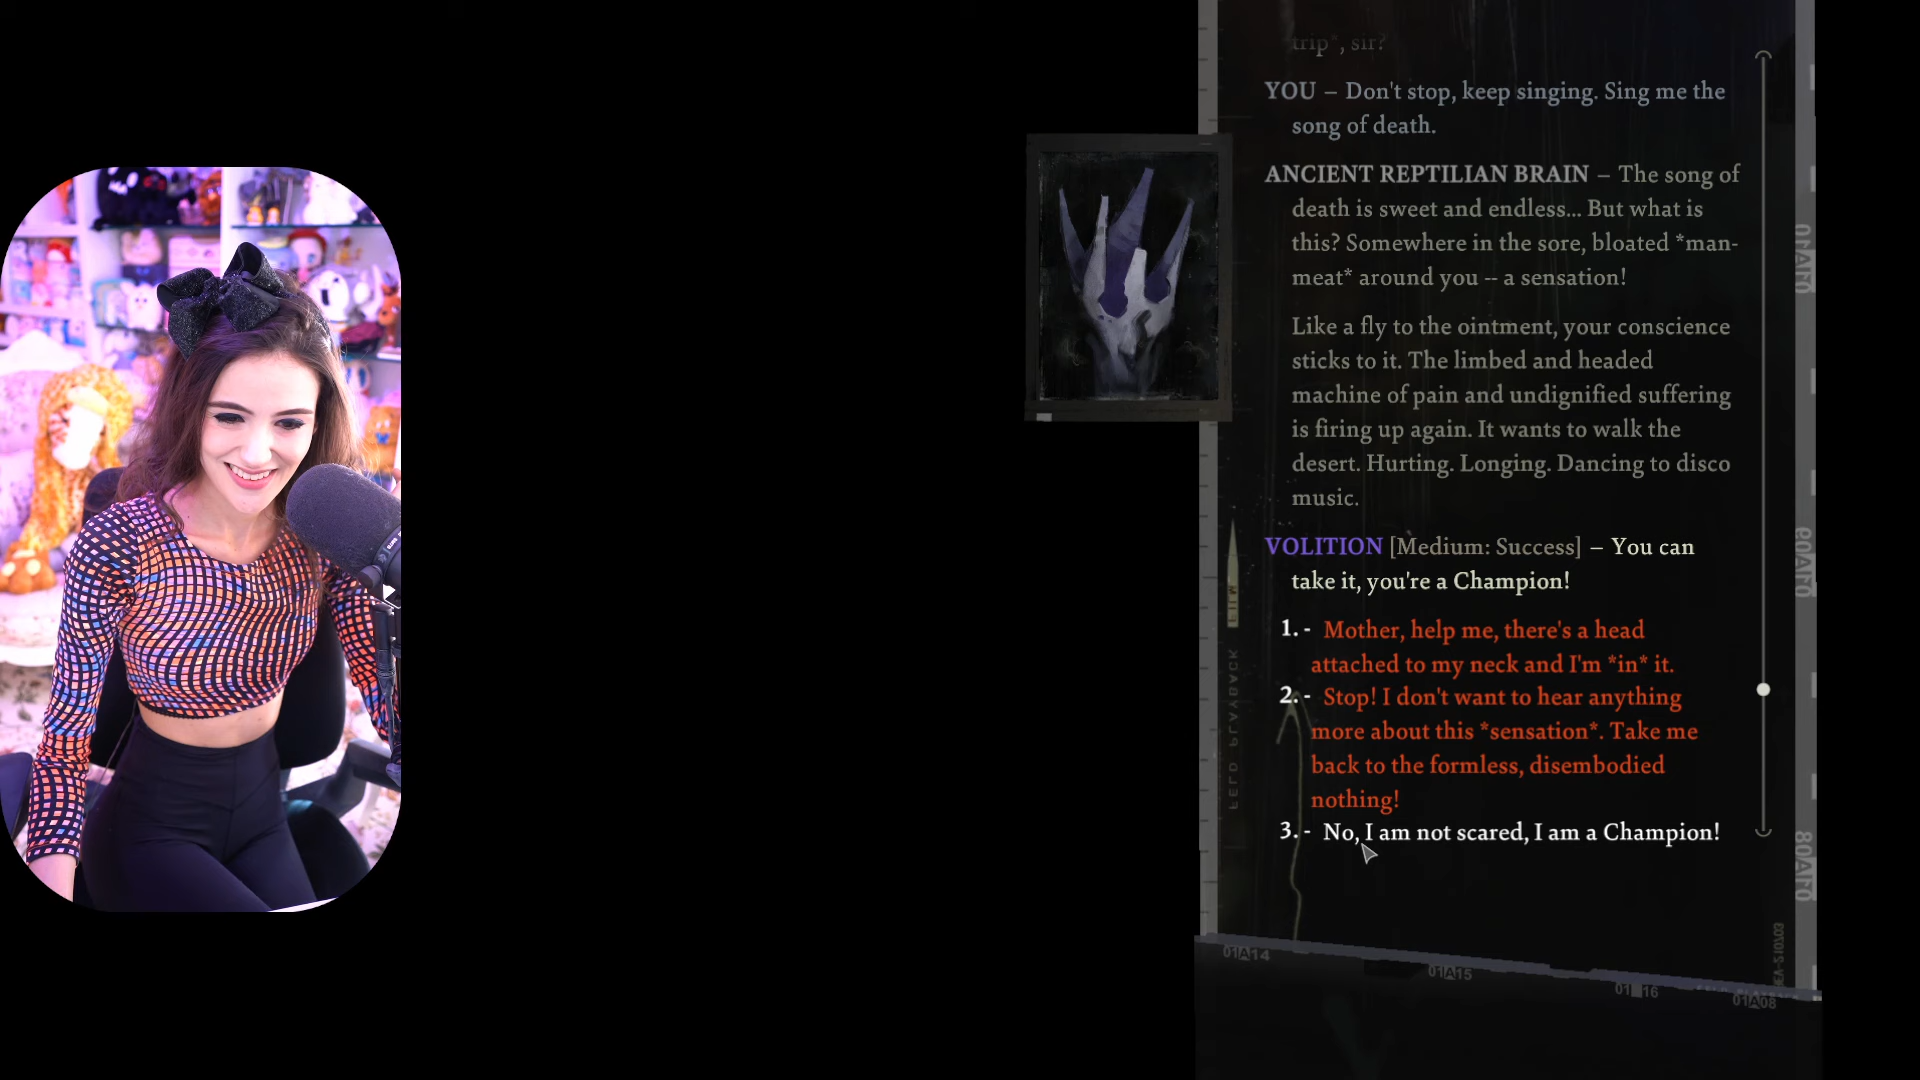 trip*, sir?
YOU – Don't stop, keep singing. Sing me the
song of death.
ANCIENT REPTILIAN BRAIN – The song of
death is sweet and endless... But what is
this? Somewhere in the sore, bloated *man-
meat* around you -- a sensation!
Like a fly to the ointment, your conscience
sticks to it. The limbed and headed
machine of pain and undignified suffering
is firing up again. It wants to walk the
desert. Hurting. Longing. Dancing to disco
music.
VOLITION [Medium: Success] – You can
take it, you're a Champion!
1. - Mother, help me, there's a head
attached to my neck and I'm *in* it.
2. - Stop! I don't want to hear anything
more about this *sensation*. Take me
back to the formless, disembodied
nothing!
3. - No, I am not scared, I am a Champion!
01A14
01A15
16
01A08